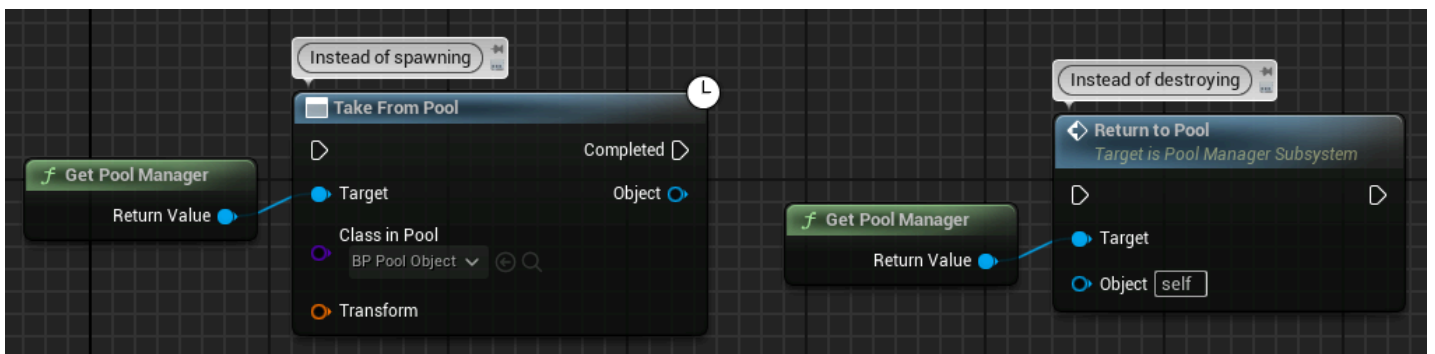 Instead of spawning
Take From Pool
Completed
Get Pool Manager
Return Value
Target
Object
Class in Pool
BP Pool Object
Transform
Instead of destroying
Return to Pool
Target is Pool Manager Subsystem
Get Pool Manager
Return Value
Target
Object self